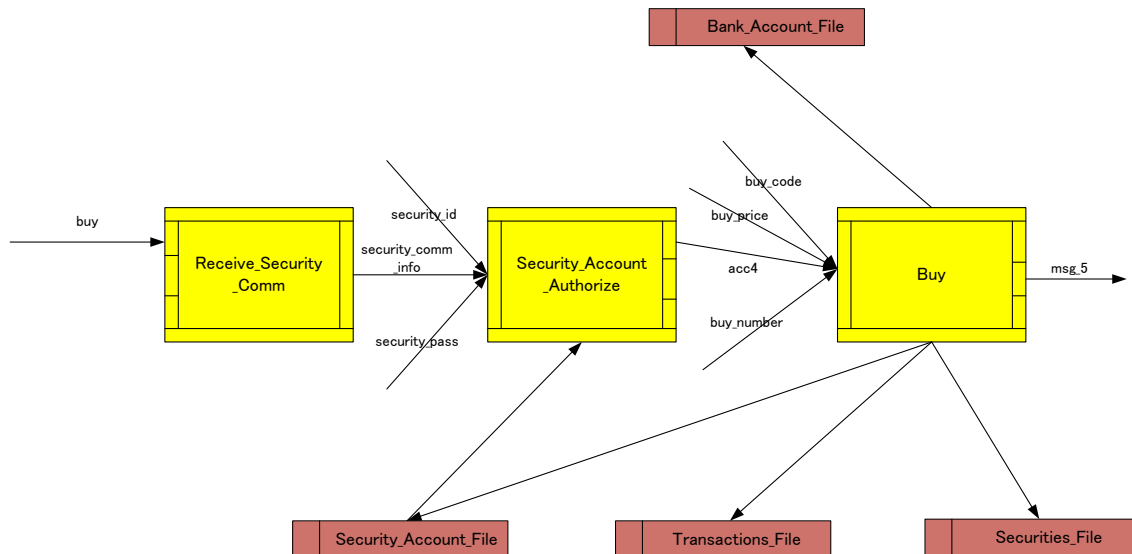 Bank_Account_File
buy_code
buy_price
security_id
buy
security_comm
_info
Receive_Security
_Comm
Security_Account
_Authorize
acc4
Buy
msg_5
buy_number
security_pass
Security_Account_File
Transactions_File
Securities_File